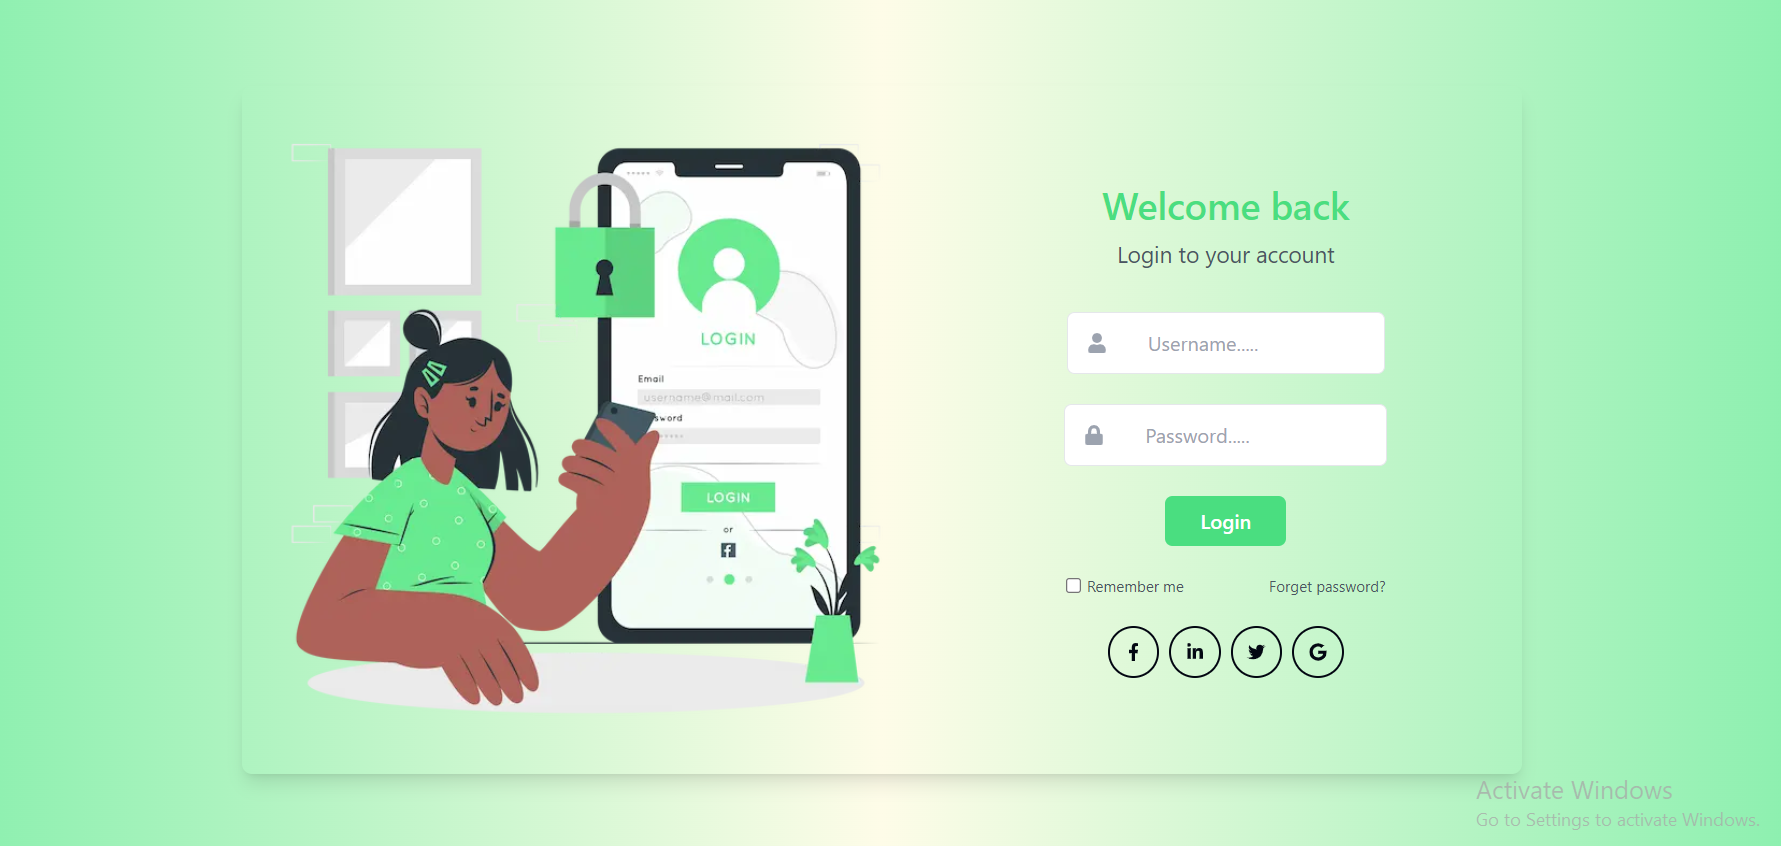 LOGIN
Email
username@mail.com
sword
LOGIN
or
Welcome back
Login to your account
Username.....
Password.....
Login
Remember me
Forget password?
Activate Windows
Go to Settings to activate Windows.